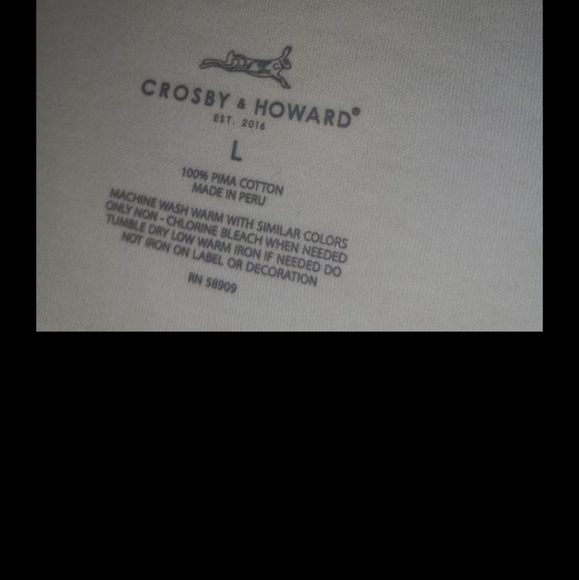 CROSBY & HOWARD®
EST. 2016
L
100% PIMA COTTON
MADE IN PERU
MACHINE WASH WARM WITH SIMILAR COLORS
ONLY NON - CHLORINE BLEACH WHEN NEEDED
TUMBLE DRY LOW WARM IRON IF NEEDED DO
NOT IRON ON LABEL OR DECORATION
RN 58909